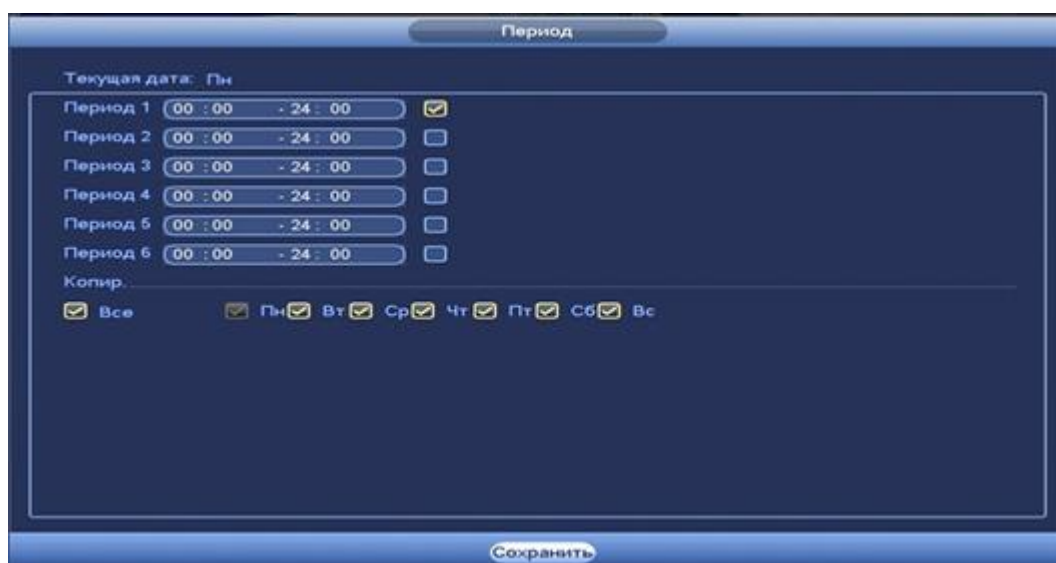 Период
Текущая дата: Пн
Период 1 00 : 00 - 24 : 00
Период 2 00 : 00 - 24 : 00
Период 3 00 : 00 - 24 : 00
Период 4 00 : 00 - 24 : 00
Период 5 00 : 00 - 24 : 00
Период 6 00 : 00 - 24 : 00
Копир.
Все Пн Вт Ср Чт Пт Сб Вс
Сохранить